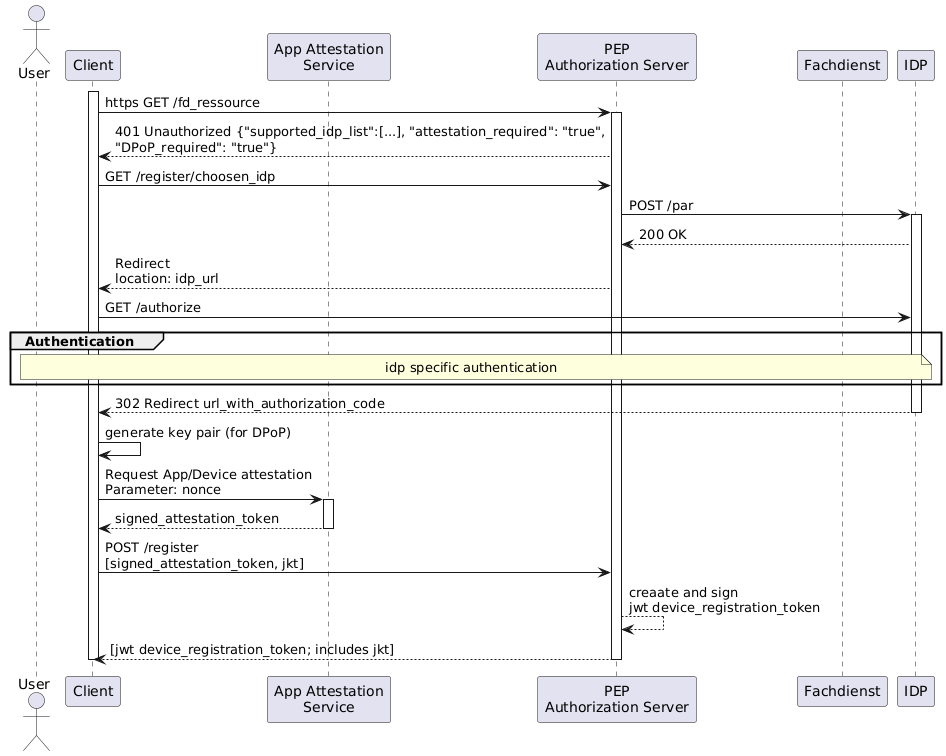 User
Client
App Attestation
Service
PEP
Authorization Server
Fachdienst
IDP
https GET /fd_ressource
401 Unauthorized {"supported_idp_list":[...], "attestation_required": "true",
"DPoP_required": "true"}
GET /register/choosen_idp
POST /par
200 OK
Redirect
location: idp_url
GET /authorize
Authentication
idp specific authentication
302 Redirect url_with_authorization_code
generate key pair (for DPoP)
Request App/Device attestation
Parameter: nonce
signed_attestation_token
POST /register
[signed_attestation_token, jkt]
creaate and sign
jwt device_registration_token
[jwt device_registration_token; includes jkt]
User
Client
App Attestation
Service
PEP
Authorization Server
Fachdienst
IDP